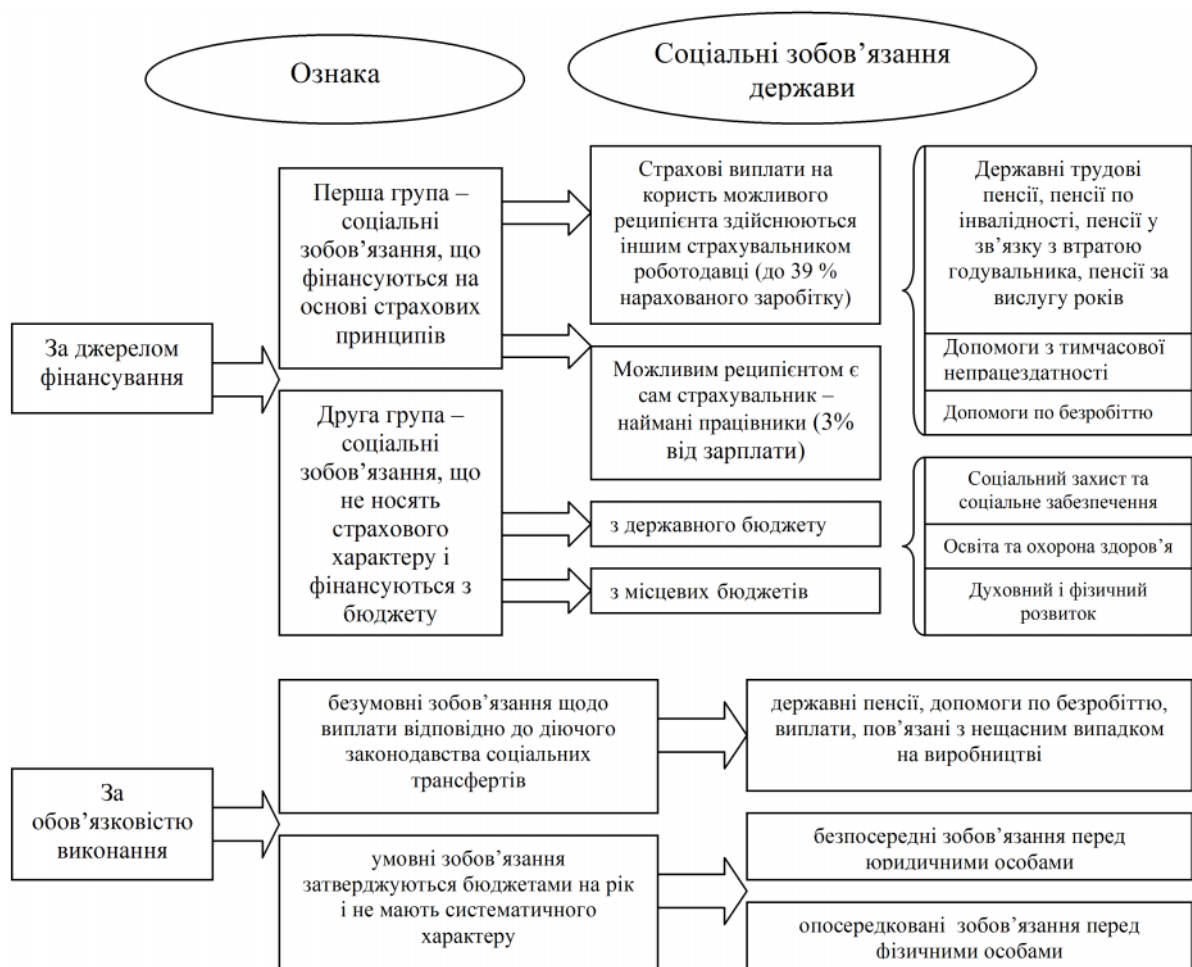 Ознака
Соціальні зобов’язання
держави
За джерелом
фінансування
Перша група –
соціальні
зобов’язання, що
фінансуються на
основі страхових
принципів
Страхові виплати на
користь можливого
реципієнта здійснюються
іншим страхувальником
роботодавці (до 39 %
нарахованого заробітку)
Можливим реципієнтом є
сам страхувальник –
наймані працівники (3%
від зарплати)
Державні трудові
пенсії, пенсії по
інвалідності, пенсії у
зв’язку з втратою
годувальника, пенсії за
вислугу років
Допомоги з тимчасової
непрацездатності
Допомоги по безробіттю
Друга група –
соціальні
зобов’язання, що
не носять
страхового
характеру і
фінансуються з
бюджету
з державного бюджету
з місцевих бюджетів
Соціальний захист та
соціальне забезпечення
Освіта та охорона здоров’я
Духовний і фізичний
розвиток
За
обов’язковістю
виконання
безумовні зобов’язання щодо
виплати відповідно до діючого
законодавства соціальних
трансфертів
державні пенсії, допомоги по безробіттю,
виплати, пов’язані з нещасним випадком
на виробництві
умовні зобов’язання
затверджуються бюджетами на рік
і не мають систематичного
характеру
безпосередні зобов’язання перед
юридичними особами
опосередковані зобов’язання перед
фізичними особами